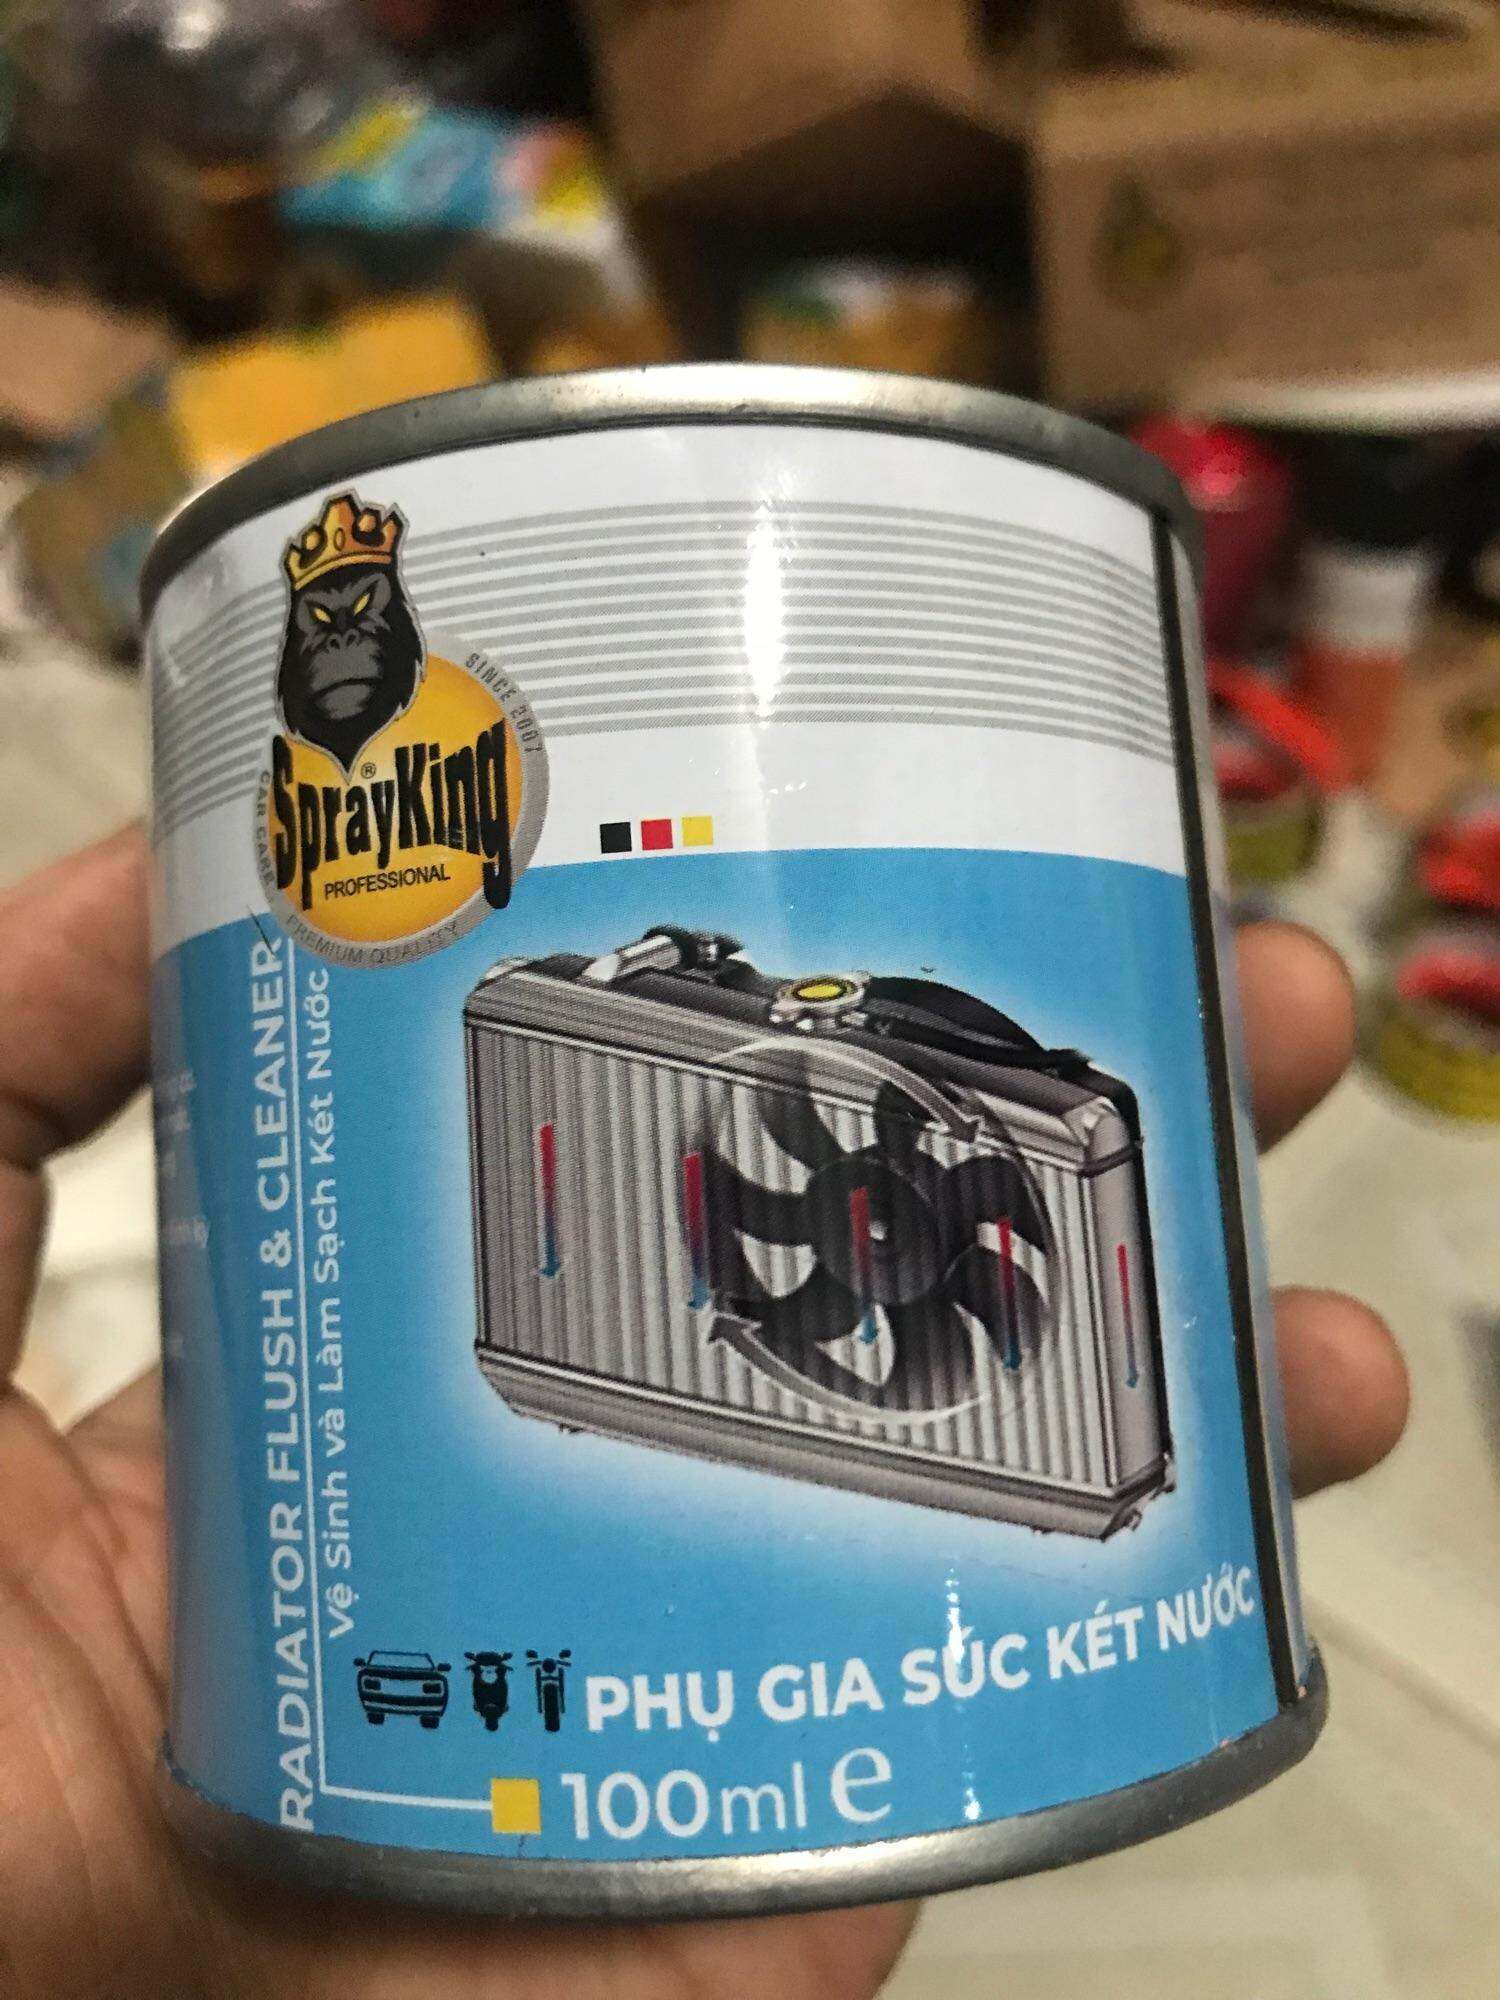 SINCE 2007
CAR CARE
SprayKing®
PROFESSIONAL
PREMIUM QUALITY
RADIATOR FLUSH & CLEANER
Vệ Sinh và Làm Sạch Két Nước
PHỤ GIA SÚC KÉT NƯỚC
100ml e